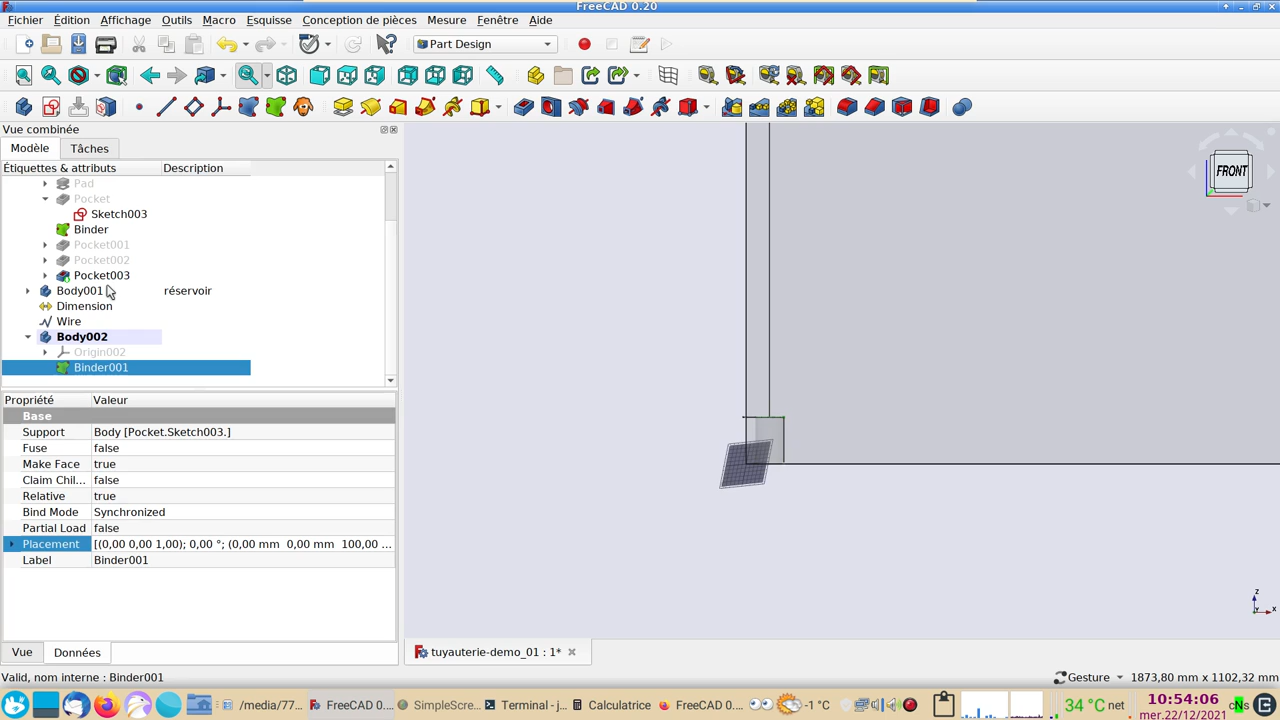 FreeCAD 0.20
Fichier Édition Affichage Outils Macro Esquisse Conception de pièces Mesure Fenêtre Aide
Part Design
Vue combinée
Modèle Tâches
Étiquettes & attributs Description
Pad
Pocket
Sketch003
Binder
Pocket001
Pocket002
Pocket003
Body001 réservoir
Dimension
Wire
Body002
Origin002
Binder001
Propriété Valeur
Base
Support Body [Pocket.Sketch003.]
Fuse false
Make Face true
Claim Chil... false
Relative true
Bind Mode Synchronized
Partial Load false
Placement [(0,00 0,00 1,00); 0,00 °; (0,00 mm 0,00 mm 100,00 ...
Label Binder001
Vue Données
FRONT
z
x
tuyauterie-demo_01 : 1*
Valid, nom interne : Binder001
Gesture 1873,80 mm x 1102,32 mm
/media/77... FreeCAD 0.... SimpleScre... Terminal - j... Calculatrice FreeCAD 0.... -1 °C 34 °C net 10:54:06 cNs
mer.22/12/2021